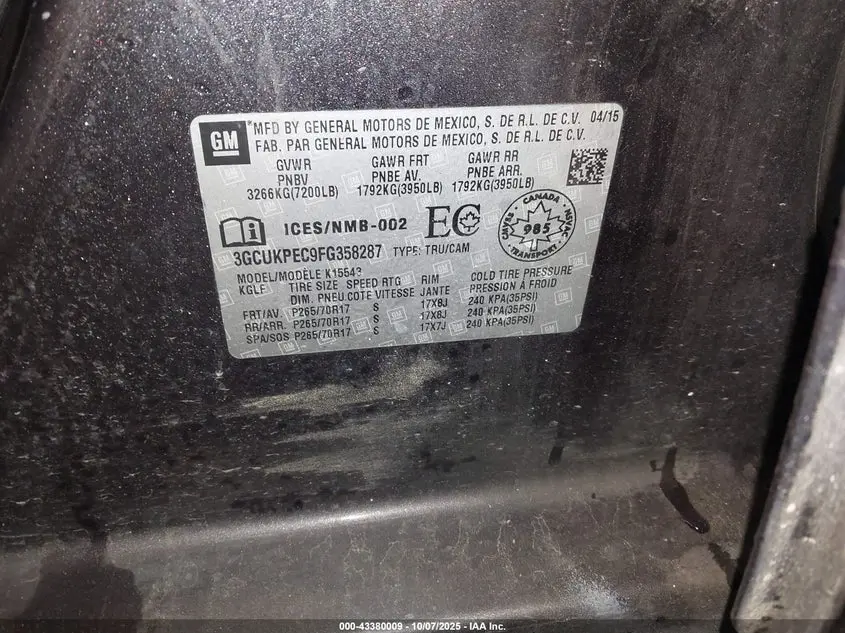 GM
*MFD BY GENERAL MOTORS DE MEXICO, S. DE R.L. DE C.V. 04/15
FAB. PAR GENERAL MOTORS DE MEXICO, S. DE R.L. DE C.V.
GVWR GAWR FRT GAWR RR
PNBV PNBE AV. PNBE ARR.
3266KG(7200LB) 1792KG(3950LB) 1792KG(3950LB)
ICES/NMB-002 EC
CANADA
CMVSS NSVAC
985
TRANSPORT
3GCUKPEC9FG358287 TYPE: TRU/CAM
MODEL/MODÈLE K15543
KGLF TIRE SIZE SPEED RTG RIM COLD TIRE PRESSURE
DIM. PNEU COTE VITESSE JANTE PRESSION À FROID
FRT/AV. P265/70R17 S 17X8J 240 KPA(35PSI)
RR/ARR. P265/70R17 S 17X8J 240 KPA(35PSI)
SPA/SOS P265/70R17 S 17X7J 240 KPA(35PSI)
000-43380009 - 10/07/2025 - IAA Inc.